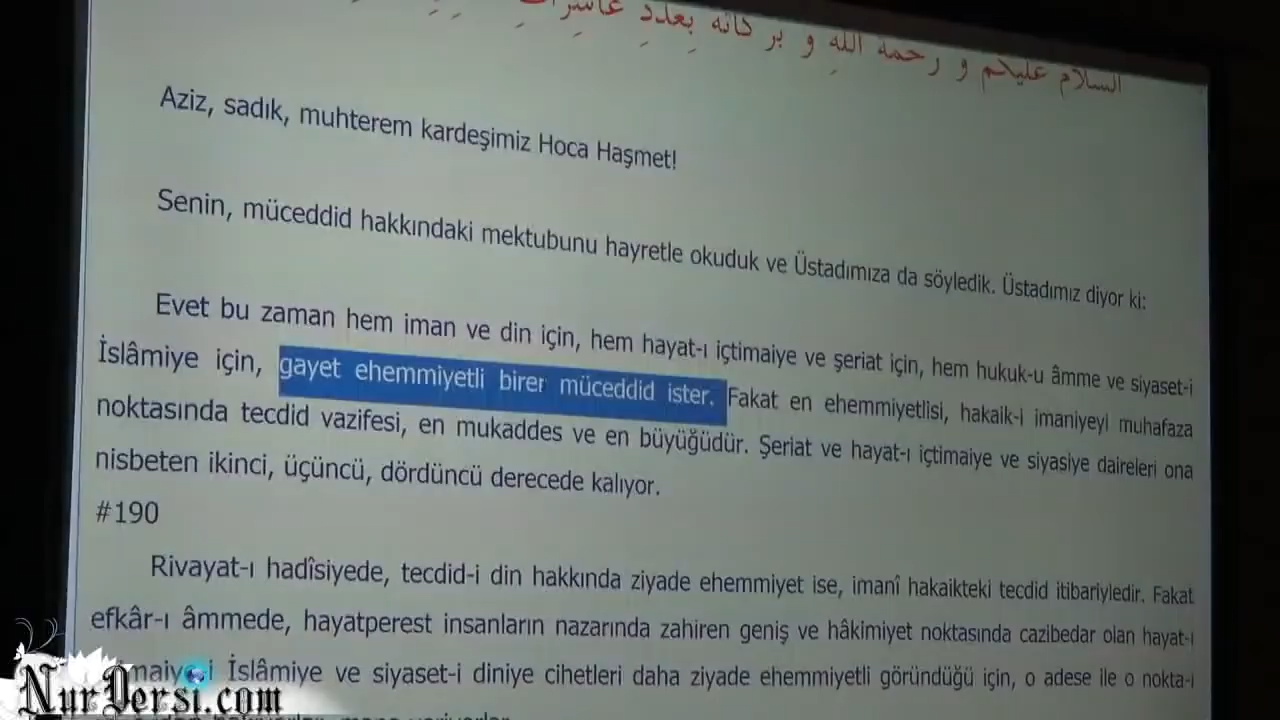 السلام عليكم و رحمة اللهِ و بركاته بِعددِ
Aziz, sadık, muhterem kardeşimiz Hoca Haşmet!
Senin, müceddid hakkındaki mektubunu hayretle okuduk ve Üstadımıza da söyledik. Üstadımız diyor ki:
Evet bu zaman hem iman ve din için, hem hayat-ı içtimaiye ve şeriat için, hem hukuk-u âmme ve siyaset-i
İslâmiye için, gayet ehemmiyetli birer müceddid ister. Fakat en ehemmiyetlisi, hakaik-i imaniyeyi muhafaza
noktasında tecdid vazifesi, en mukaddes ve en büyüğüdür. Şeriat ve hayat-ı içtimaiye ve siyasiye daireleri ona
nisbeten ikinci, üçüncü, dördüncü derecede kalıyor.
#190
Rivayat-ı hadîsiyede, tecdid-i din hakkında ziyade ehemmiyet ise, imanî hakaikteki tecdid itibariyledir. Fakat
efkâr-ı âmmede, hayatperest insanların nazarında zahiren geniş ve hâkimiyet noktasında cazibedar olan hayat-ı
İslâmiye ve siyaset-i diniye cihetleri daha ziyade ehemmiyetli göründüğü için, o adese ile o nokta-i
NurDersi.com